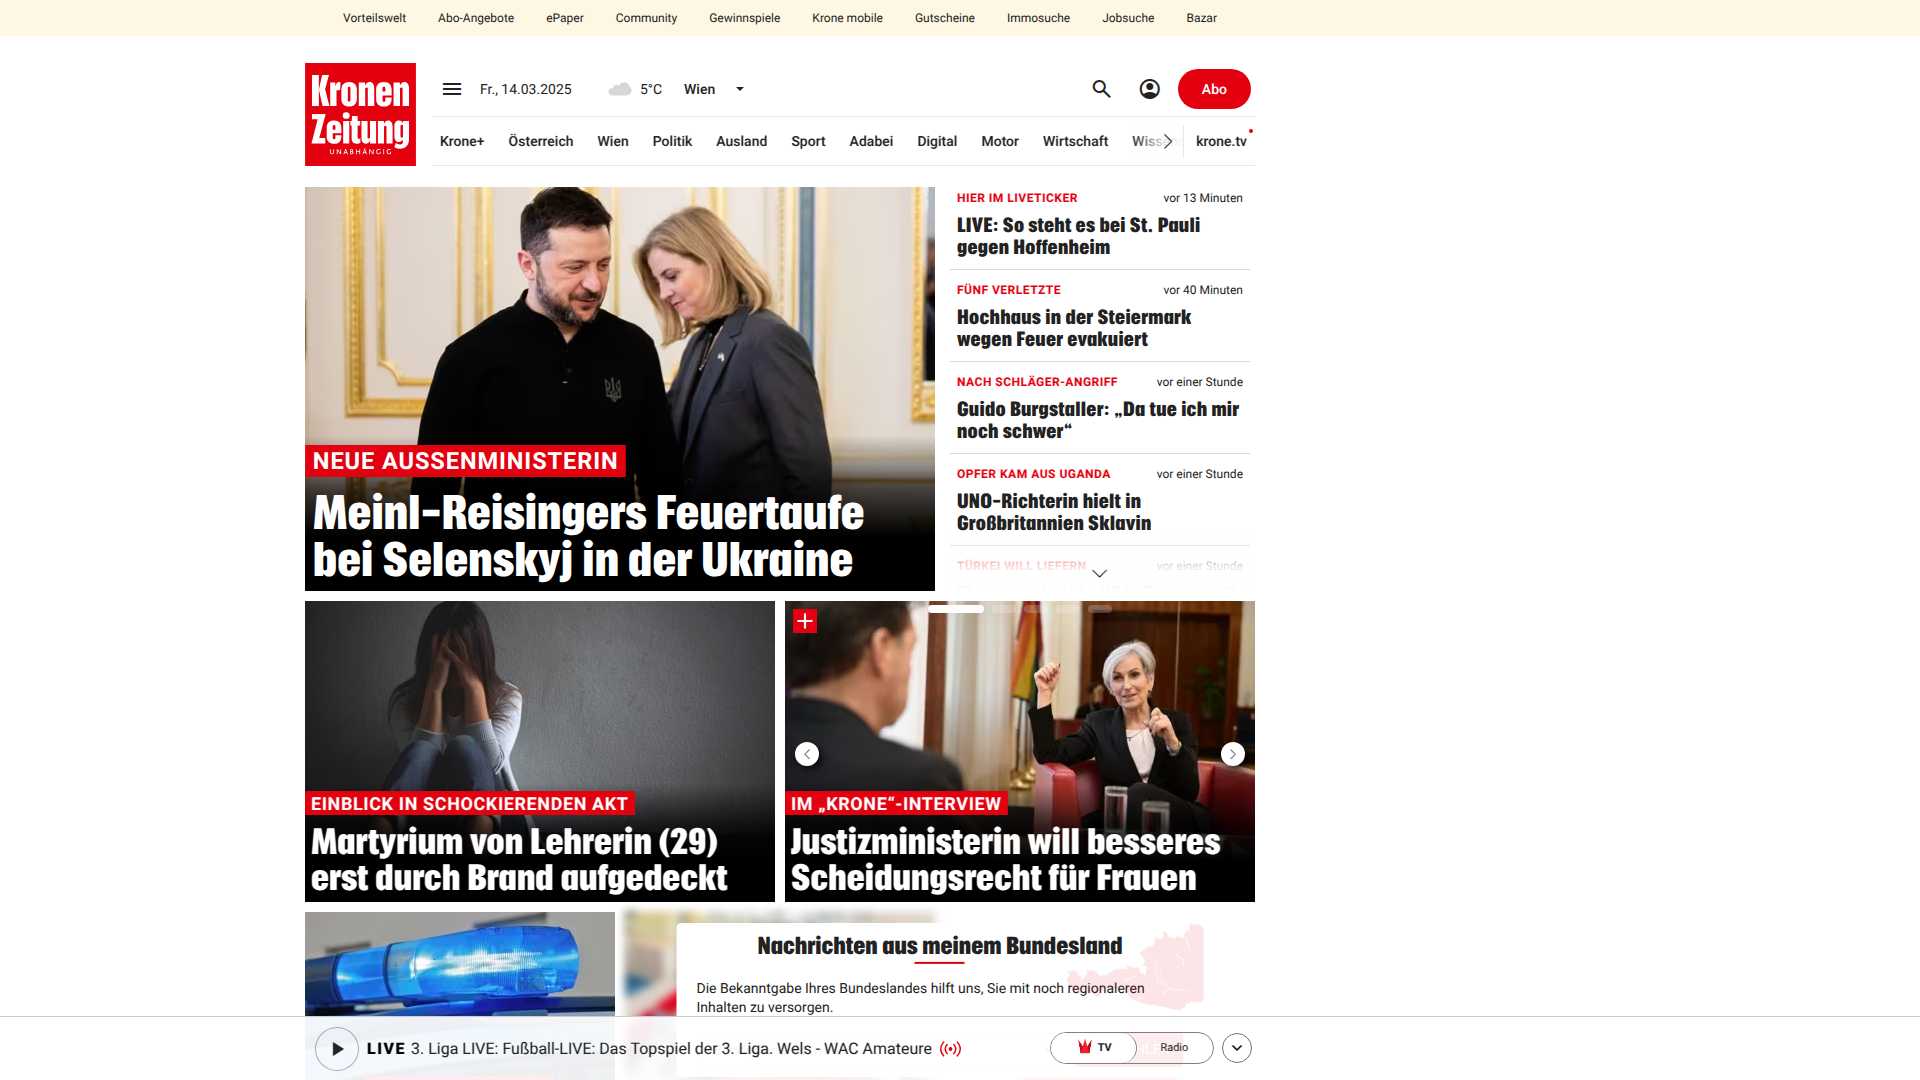 Vorteilswelt Abo-Angebote ePaper Community Gewinnspiele Krone mobile Gutscheine Immosuche Jobsuche Bazar
Kronen
Zeitung
UNABHÄNGIG
Fr., 14.03.2025 5°C Wien
Abo
Krone+ Österreich Wien Politik Ausland Sport Adabei Digital Motor Wirtschaft Wiss krone.tv
NEUE AUSSENMINISTERIN
Meinl-Reisingers Feuertaufe
bei Selenskyj in der Ukraine
HIER IM LIVETICKER vor 13 Minuten
LIVE: So steht es bei St. Pauli
gegen Hoffenheim
FÜNF VERLETZTE vor 40 Minuten
Hochhaus in der Steiermark
wegen Feuer evakuiert
NACH SCHLÄGER-ANGRIFF vor einer Stunde
Guido Burgstaller: „Da tue ich mir
noch schwer“
OPFER KAM AUS UGANDA vor einer Stunde
UNO-Richterin hielt in
Großbritannien Sklavin
TÜRKEI WILL LIEFERN vor einer Stunde
EINBLICK IN SCHOCKIERENDEN AKT
Martyrium von Lehrerin (29)
erst durch Brand aufgedeckt
IM „KRONE“-INTERVIEW
Justizministerin will besseres
Scheidungsrecht für Frauen
Nachrichten aus meinem Bundesland
Die Bekanntgabe Ihres Bundeslandes hilft uns, Sie mit noch regionaleren
Inhalten zu versorgen.
LIVE 3. Liga LIVE: Fußball-LIVE: Das Topspiel der 3. Liga. Wels - WAC Amateure
TV Radio